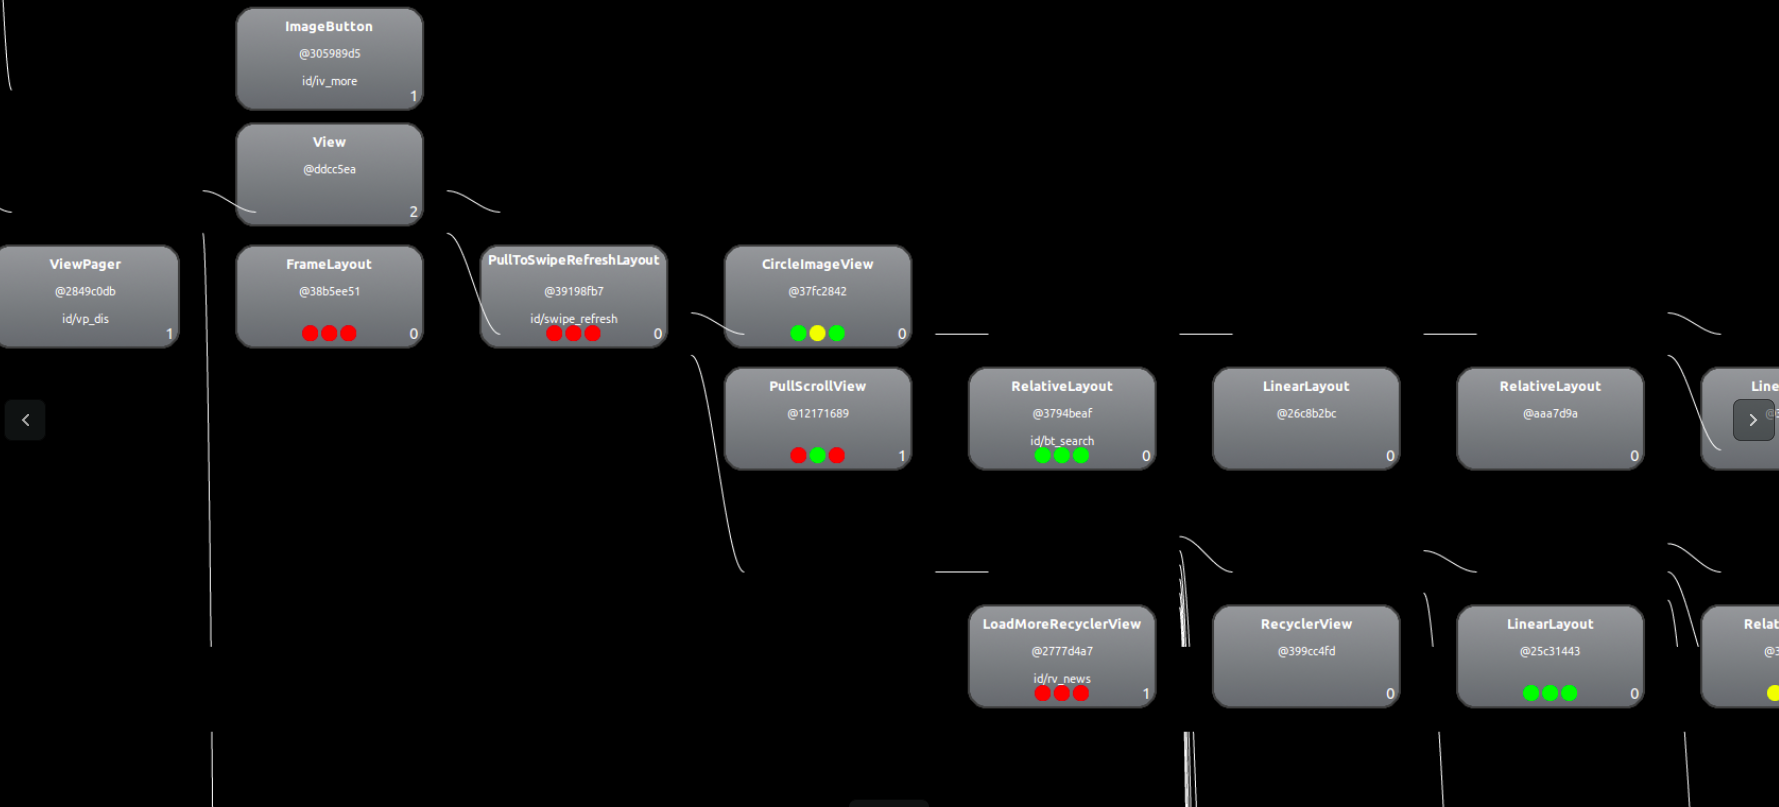 ImageButton
@305989d5
id/iv_more
1
View
@ddcc5ea
2
ViewPager
@2849c0db
id/vp_dis
1
FrameLayout
@38b5ee51
0
PullToSwipeRefreshLayout
@39198fb7
id/swipe_refresh
0
CircleImageView
@37fc2842
0
PullScrollView
@12171689
1
RelativeLayout
@3794beaf
id/bt_search
0
LinearLayout
@26c8b2bc
0
RelativeLayout
@aaa7d9a
0
Line
LoadMoreRecyclerView
@2777d4a7
id/rv_news
1
RecyclerView
@399cc4fd
0
LinearLayout
@25c31443
0
Relat
@3